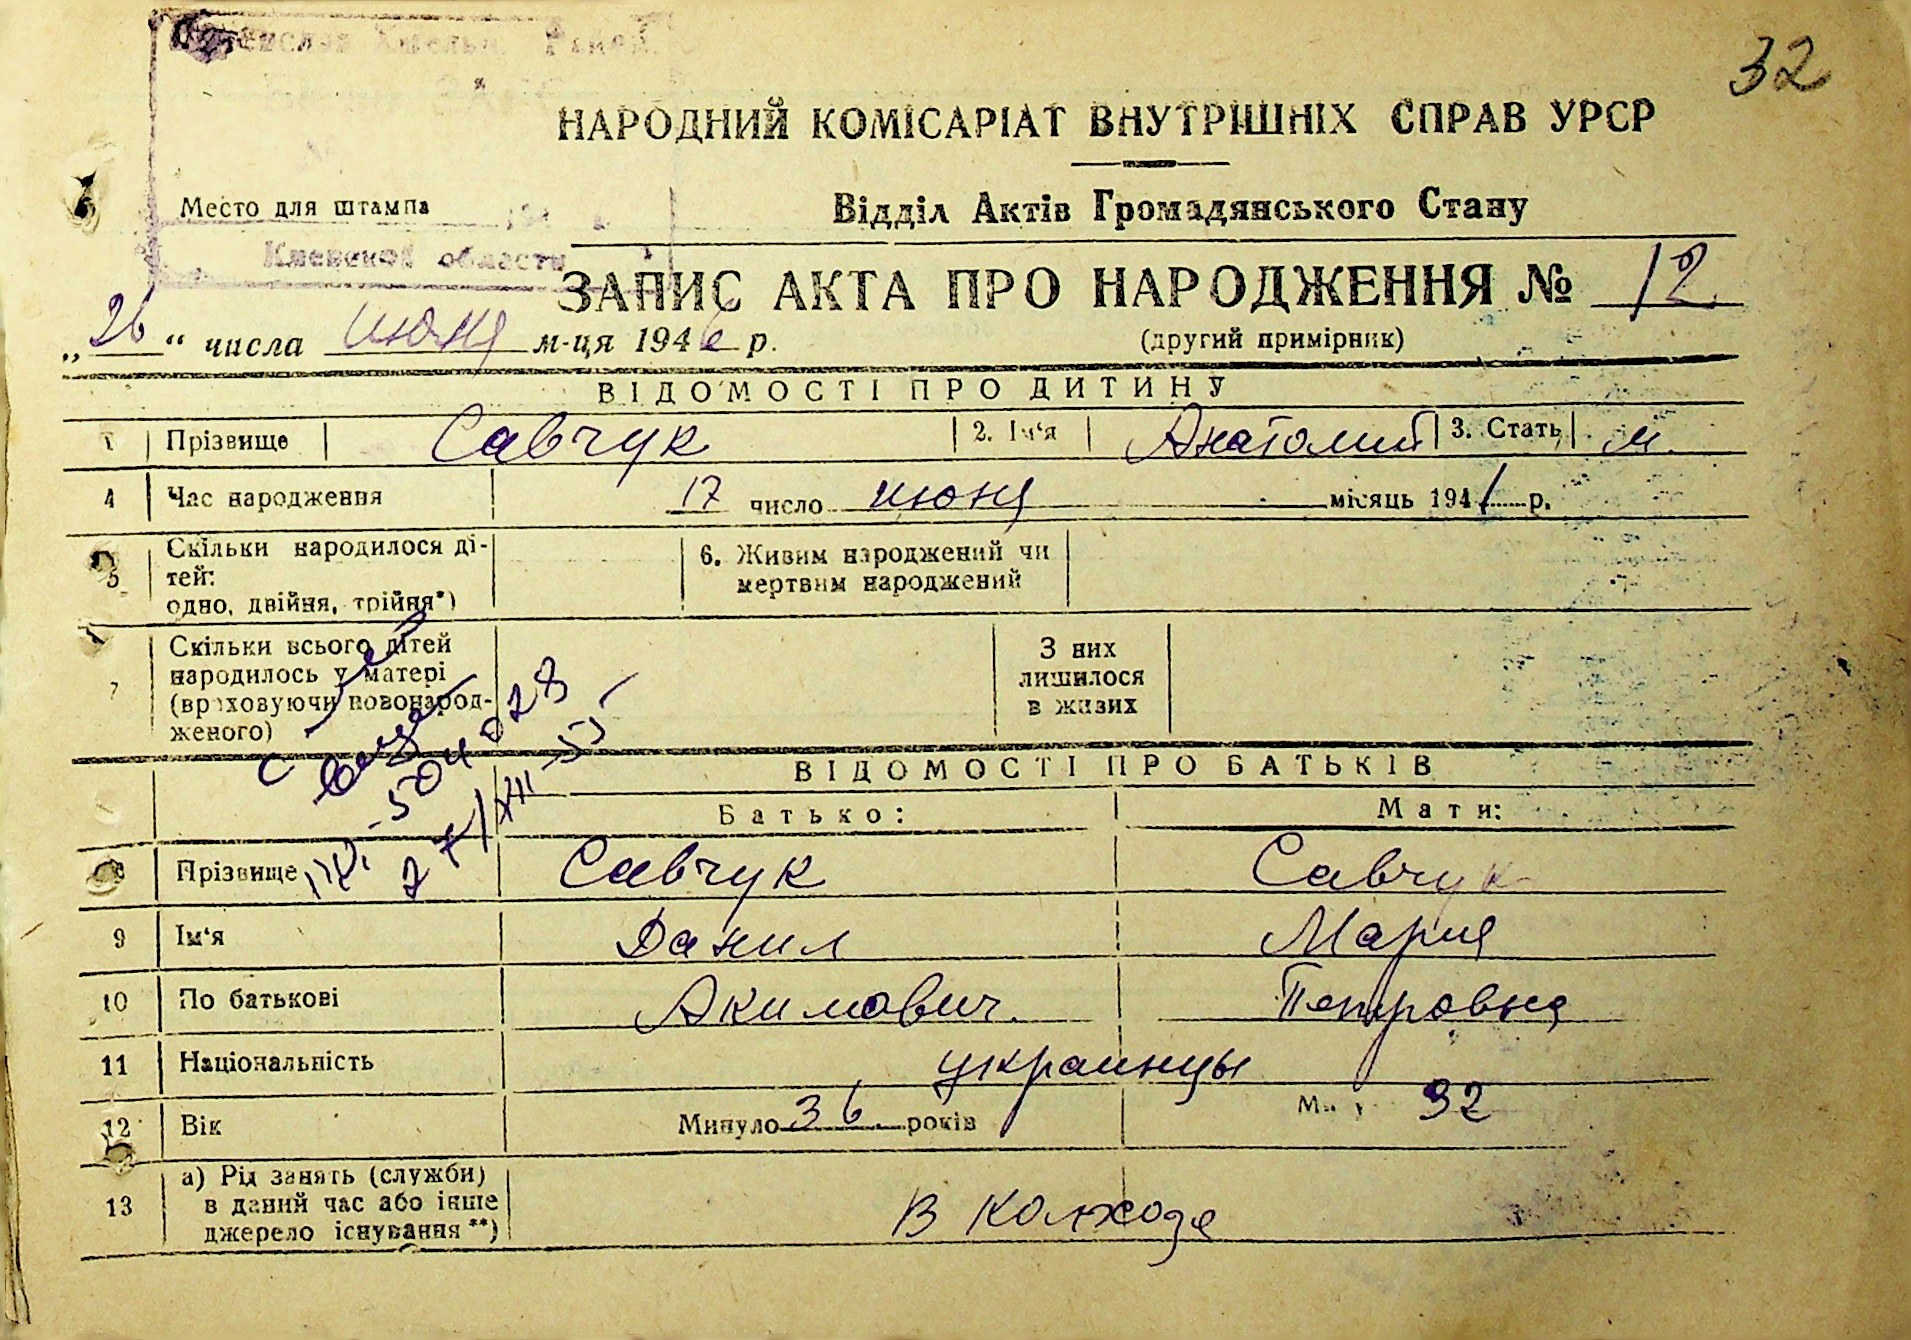 32
НАРОДНИЙ КОМІСАРІАТ ВНУТРІШНІХ СПРАВ УРСР
Место для штампа
Відділ Актів Громадянського Стану
Киевской области
ЗАПИС АКТА ПРО НАРОДЖЕННЯ № 12
(другий примірник)
„26“ числа июня м-ця 1946 р.
ВІДОМОСТІ ПРО ДИТИНУ
1 Прізвище Савчук 2. Ім‘я Анатолий 3. Стать м.
4 Час народження 17 число июня місяць 1941 р.
5 Скільки народилося ді-
тей:
одно, двійня, трійня*)
6. Живим народжений чи
мертвим народжений
7 Скільки всього дітей
народилось у матері
(враховуючи новонарод-
женого)
З них
лишилося
в живих
ВІДОМОСТІ ПРО БАТЬКІВ
Батько: Мати:
8 Прізвище Савчук Савчук
9 Ім‘я Данил Мария
10 По батькові Акимович. Петровна
11 Національність украинцы
12 Вік Минуло 36 років 32
13 а) Рід занять (служби)
в даний час або інше
джерело існування **)
в колхозе